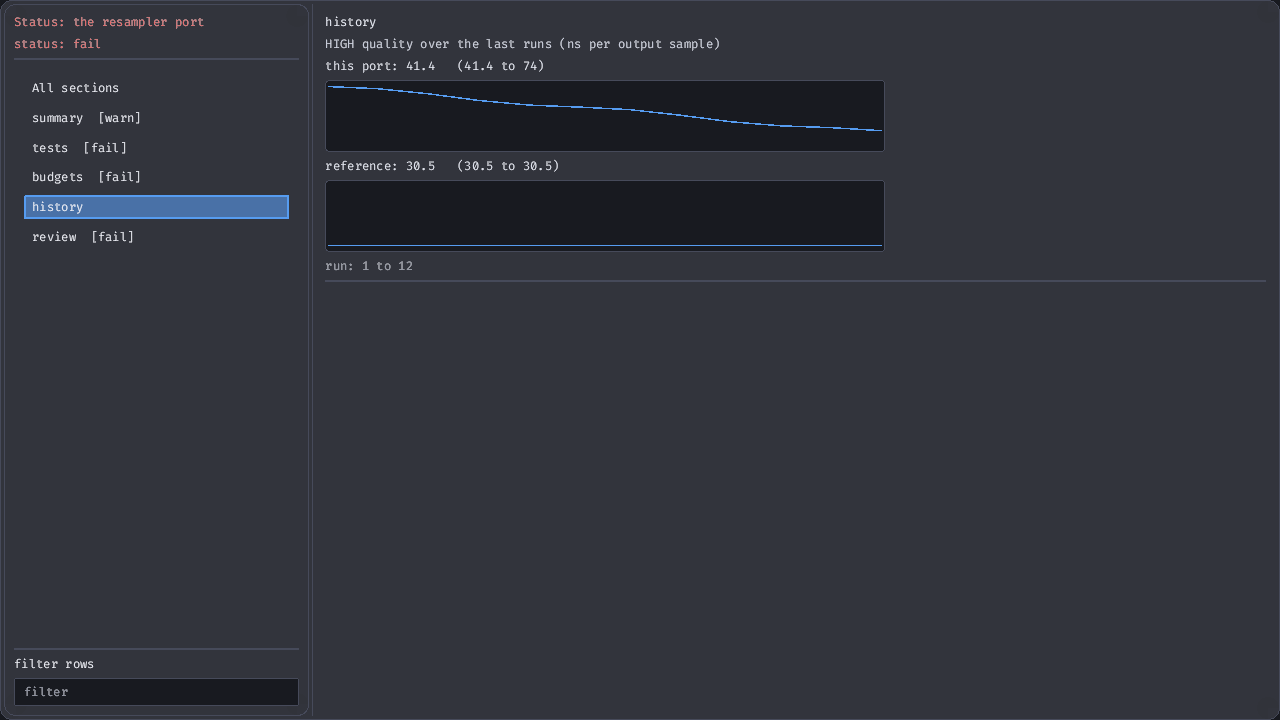 Status: the resampler port
status: fail
All sections
summary  [warn]
tests  [fail]
budgets  [fail]
history
review  [fail]
filter rows
filter
history
HIGH quality over the last runs (ns per output sample)
this port: 41.4   (41.4 to 74)
reference: 30.5   (30.5 to 30.5)
run: 1 to 12